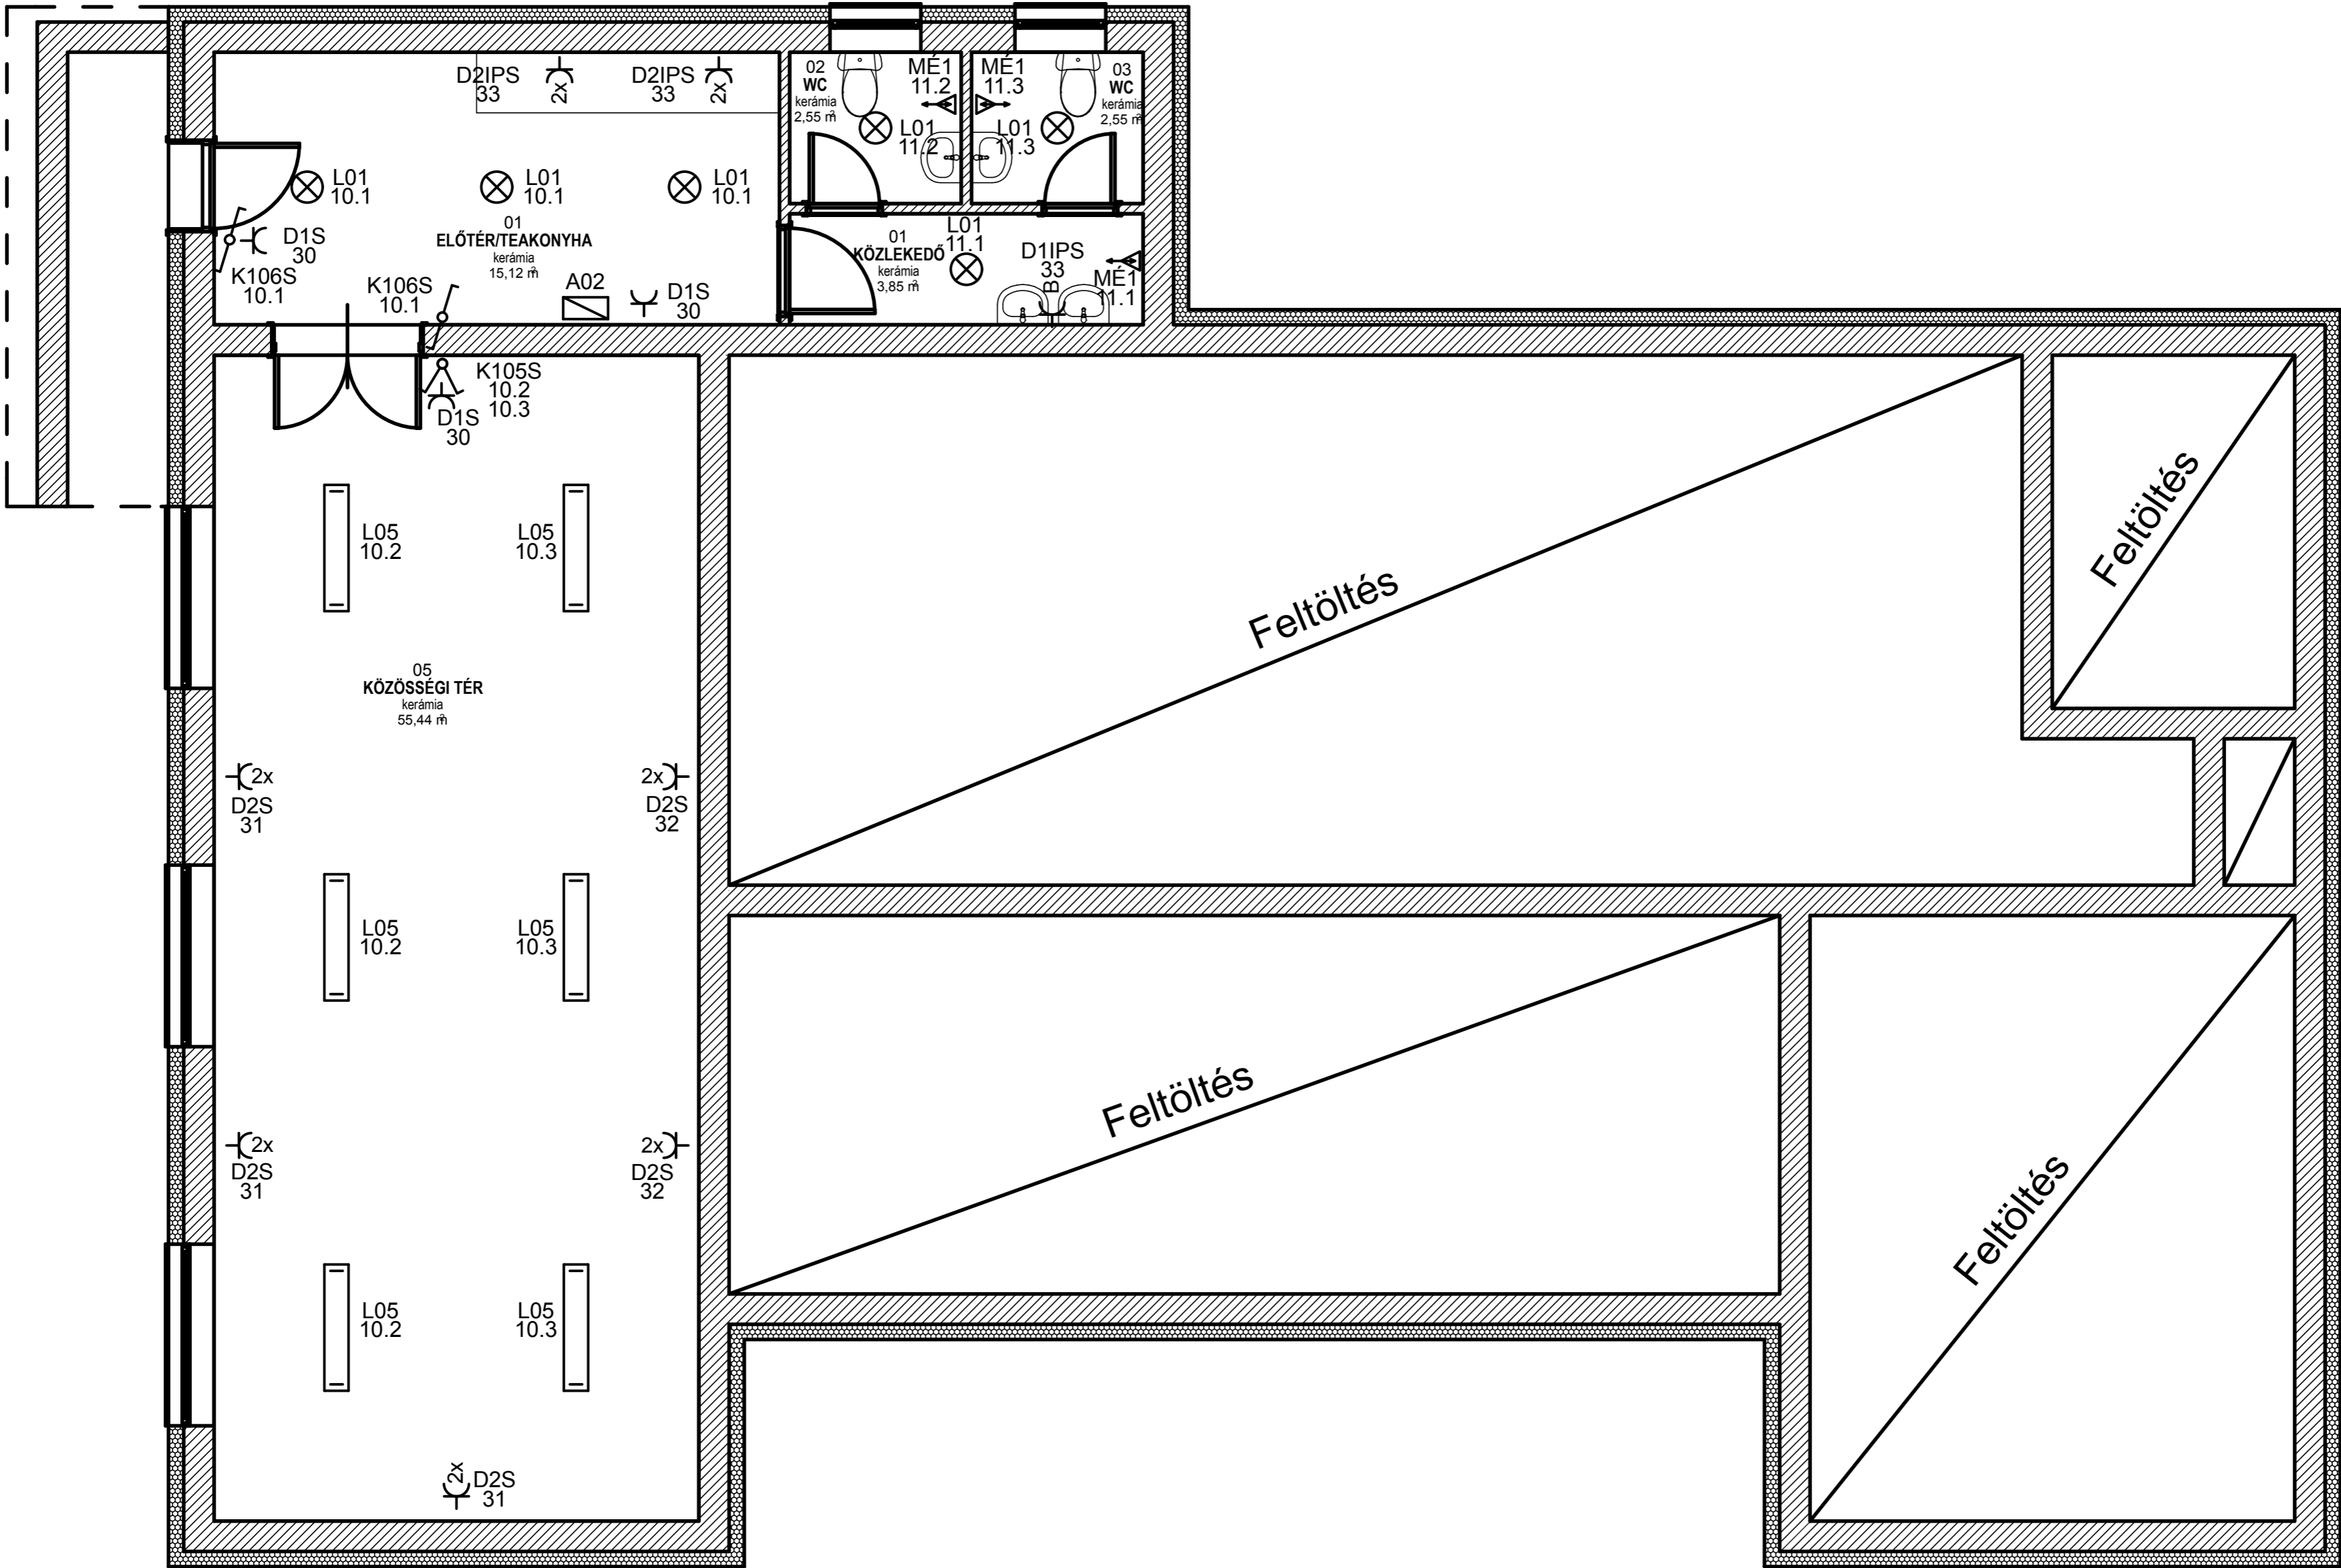 D2IPS
33
2x
D2IPS
33
2x
02
WC
kerámia
2,55 m²
MÉ1
11.2
L01
11.2
MÉ1
11.3
L01
11.3
03
WC
kerámia
2,55 m²
L01
10.1
L01
10.1
L01
10.1
D1S
30
K106S
10.1
01
ELŐTÉR/TEAKONYHA
kerámia
15,12 m²
K106S
10.1
A02
D1S
30
01
KÖZLEKEDŐ
kerámia
3,85 m²
L01
11.1
D1IPS
33
B
MÉ1
11.1
K105S
10.2
10.3
D1S
30
L05
10.2
L05
10.3
Feltöltés
Feltöltés
05
KÖZÖSSÉGI TÉR
kerámia
55,44 m²
2x
D2S
31
2x
D2S
32
L05
10.2
L05
10.3
Feltöltés
2x
D2S
31
2x
D2S
32
Feltöltés
L05
10.2
L05
10.3
2x
D2S
31